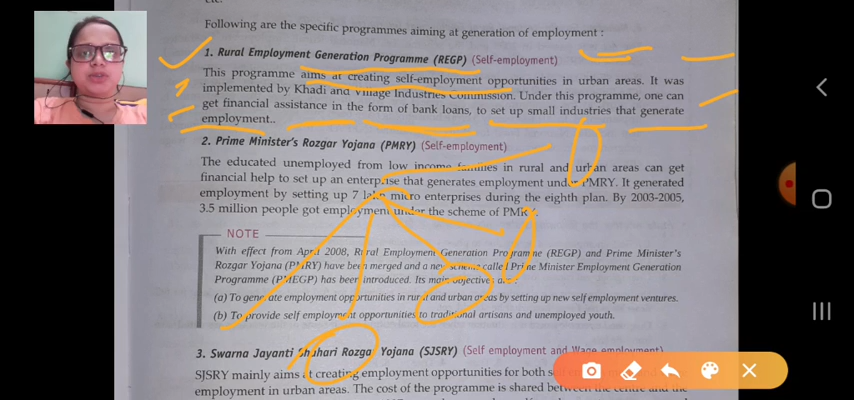 etc.
Following are the specific programmes aiming at generation of employment :
1. Rural Employment Generation Programme (REGP) (Self-employment)
This programme aims at creating self-employment opportunities in urban areas. It was
implemented by Khadi and Village Industries Commission. Under this programme, one can
get financial assistance in the form of bank loans, to set up small industries that generate
employment..
2. Prime Minister's Rozgar Yojana (PMRY) (Self-employment)
The educated unemployed from low income families in rural and urban areas can get
financial help to set up an enterprise that generates employment under PMRY. It generated
employment by setting up 7 lakh micro enterprises during the eighth plan. By 2003-2005,
3.5 million people got employment under the scheme of PMRY.
NOTE
With effect from April 2008, Rural Employment Generation Programme (REGP) and Prime Minister's
Rozgar Yojana (PMRY) have been merged and a new scheme called Prime Minister Employment Generation
Programme (PMEGP) has been introduced. Its main objectives are :
(a) To generate employment opportunities in rural and urban areas by setting up new self employment ventures.
(b) To provide self employment opportunities to traditional artisans and unemployed youth.
3. Swarna Jayanti Shahari Rozgar Yojana (SJSRY) (Self employment and Wage employment)
SJSRY mainly aims at creating employment opportunities for both
employment in urban areas. The cost of the programme is shared between the centre and the